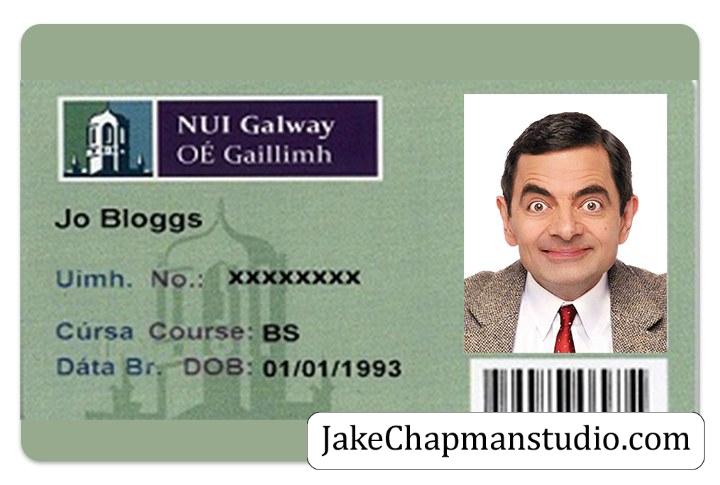 NUI Galway
OÉ Gaillimh
Jo Bloggs
Uimh. No.: xxxxxxxx
Cúrsa Course: BS
Dáta Br. DOB: 01/01/1993
JakeChapmanstudio.com